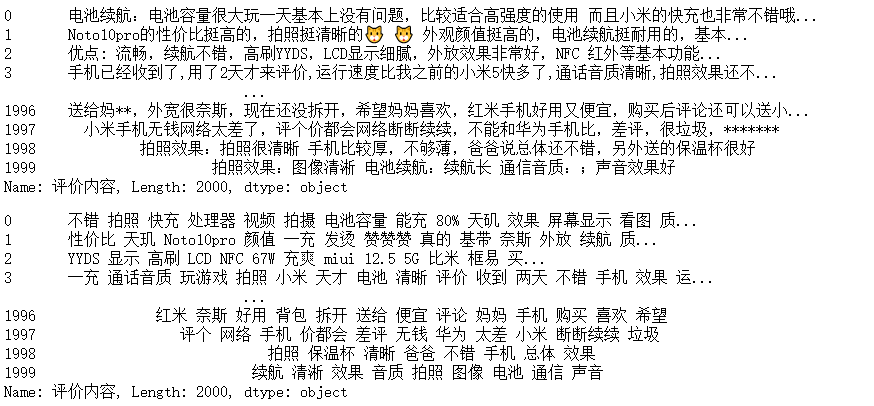 0 电池续航：电池容量很大玩一天基本上没有问题，比较适合高强度的使用 而且小米的快充也非常不错哦...
1 Noto10pro的性价比挺高的，拍照挺清晰的🐯 🐯 外观颜值挺高的，电池续航挺耐用的，基本...
2 优点: 流畅，续航不错，高刷YYDS，LCD显示细腻，外放效果非常好，NFC 红外等基本功能...
3 手机已经收到了,用了2天才来评价,运行速度比我之前的小米5快多了,通话音质清晰,拍照效果还不...
...
1996 送给妈**，外宽很奈斯，现在还没拆开，希望妈妈喜欢，红米手机好用又便宜，购买后评论还可以送小...
1997 小米手机无钱网络太差了，评个价都会网络断断续续，不能和华为手机比，差评，很垃圾，*******
1998 拍照效果：拍照很清晰 手机比较厚，不够薄，爸爸说总体还不错，另外送的保温杯很好
1999 拍照效果：图像清淅 电池续航：续航长 通信音质：；声音效果好
Name: 评价内容, Length: 2000, dtype: object
0 不错 拍照 快充 处理器 视频 拍摄 电池容量 能充 80% 天矶 效果 屏幕显示 看图 质...
1 性价比 天玑 Noto10pro 颜值 一充 发烫 赞赞赞 真的 基带 奈斯 外放 续航 质...
2 YYDS 显示 高刷 LCD NFC 67W 充爽 miui 12.5 5G 比米 框易 买...
3 一充 通话音质 玩游戏 拍照 小米 天才 电池 清晰 评价 收到 两天 不错 手机 效果 运...
...
1996 红米 奈斯 好用 背包 拆开 送给 便宜 评论 妈妈 手机 购买 喜欢 希望
1997 评个 网络 手机 价都会 差评 无钱 华为 太差 小米 断断续续 垃圾
1998 拍照 保温杯 清晰 爸爸 不错 手机 总体 效果
1999 续航 清淅 效果 音质 拍照 图像 电池 通信 声音
Name: 评价内容, Length: 2000, dtype: object